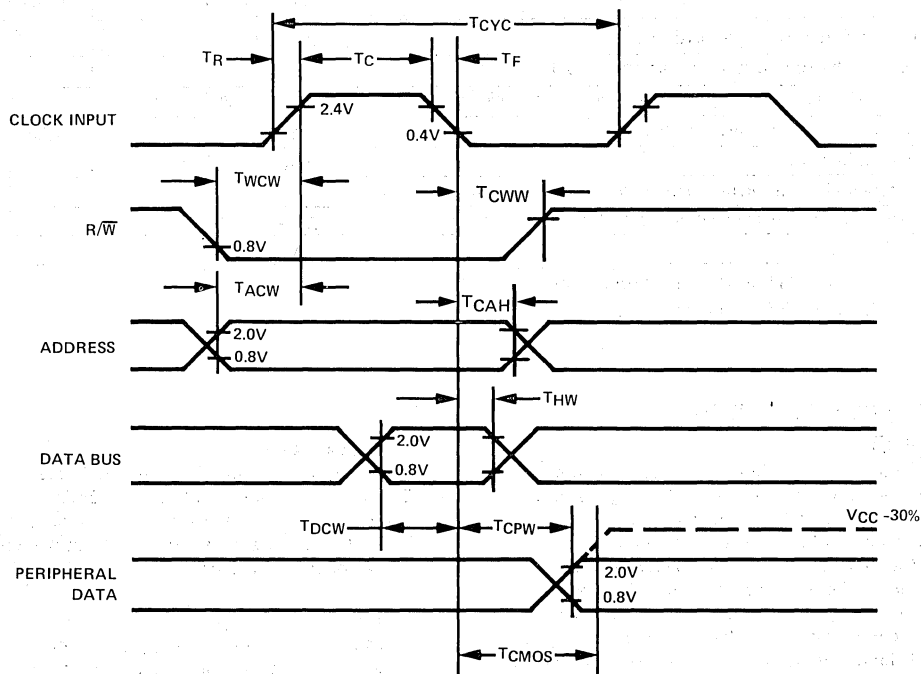 TCYC
TR TC TF
CLOCK INPUT
2.4V
0.4V
TWCW
TCWW
R/W̅
0.8V
TACW
TCAH
ADDRESS
2.0V
0.8V
THW
DATA BUS
2.0V
0.8V
TDCW TCPW
VCC -30%
PERIPHERAL
DATA
2.0V
0.8V
TCMOS